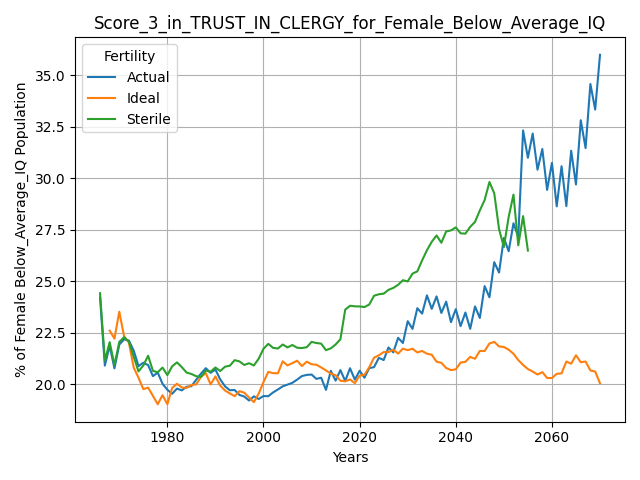 Score_3_in_TRUST_IN_CLERGY_for_Female_Below_Average_IQ
Fertility
Actual
Ideal
Sterile
% of Female Below_Average_IQ Population
35.0
32.5
30.0
27.5
25.0
22.5
20.0
1980
2000
2020
2040
2060
Years